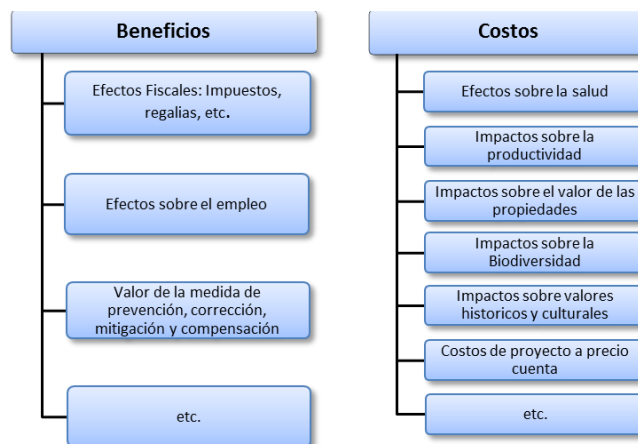 Beneficios
Efectos Fiscales: Impuestos,
regalias, etc.
Efectos sobre el empleo
Valor de la medida de
prevención, corrección,
mitigación y compensación
etc.
Costos
Efectos sobre la salud
Impactos sobre la
productividad
Impactos sobre el valor de las
propiedades
Impactos sobre la
Biodiversidad
Impactos sobre valores
historicos y culturales
Costos de proyecto a precio
cuenta
etc.